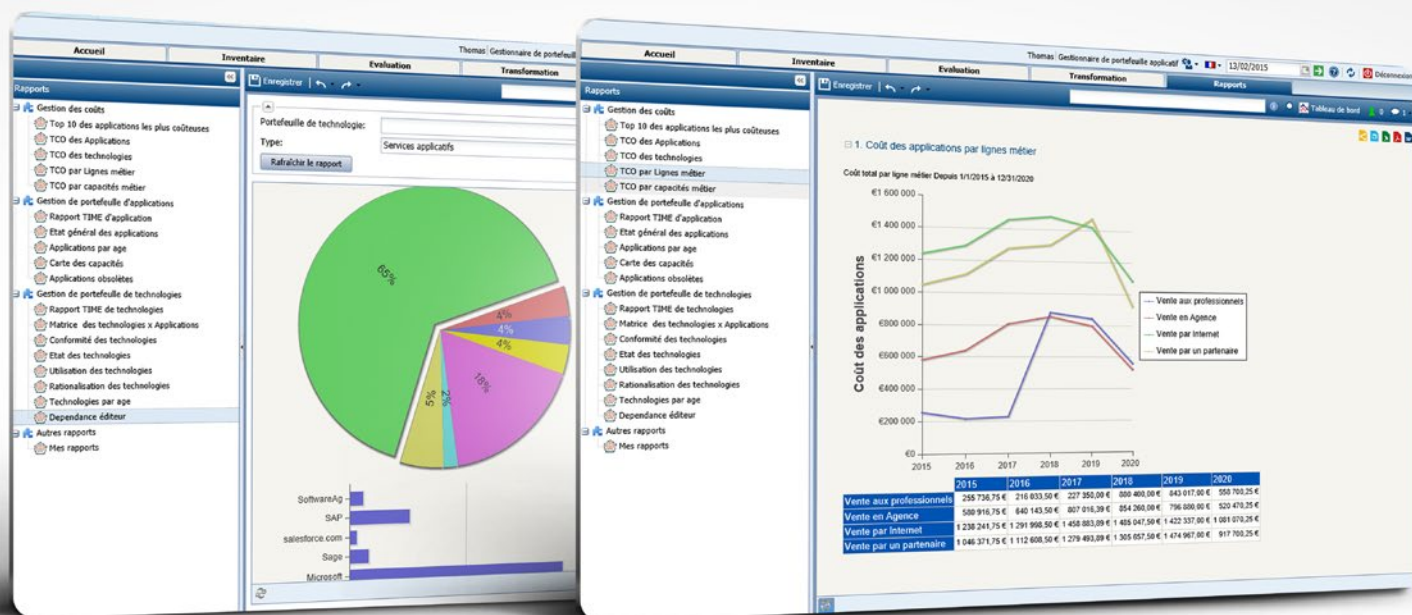 Thomas Gestionnaire de portefeuille
Accueil
Inventaire
Evaluation
Transformation
Rapports
Enregistrer
Gestion des coûts
Top 10 des applications les plus coûteuses
TCO des Applications
TCO des technologies
TCO par Lignes métier
TCO par capacités métier
Gestion de portefeuille d'applications
Rapport TIME d'application
Etat général des applications
Applications par age
Carte des capacités
Applications obsolètes
Gestion de portefeuille de technologies
Rapport TIME de technologies
Matrice des technologies x Applications
Conformité des technologies
Etat des technologies
Utilisation des technologies
Rationalisation des technologies
Technologies par age
Dependance éditeur
Autres rapports
Mes rapports
Portefeuille de technologie:
Type:
Services applicatifs
Rafraîchir le rapport
65%
4%
4%
4%
18%
2%
5%
SoftwareAg
SAP
salesforce.com
Sage
Microsoft
Thomas Gestionnaire de portefeuille applicatif
13/02/2015
Déconnexion
Accueil
Inventaire
Evaluation
Transformation
Rapports
Rapports
Enregistrer
Tableau de bord
0
1
Gestion des coûts
Top 10 des applications les plus coûteuses
TCO des Applications
TCO des technologies
TCO par Lignes métier
TCO par capacités métier
Gestion de portefeuille d'applications
Rapport TIME d'application
Etat général des applications
Applications par age
Carte des capacités
Applications obsolètes
Gestion de portefeuille de technologies
Rapport TIME de technologies
Matrice des technologies x Applications
Conformité des technologies
Etat des technologies
Utilisation des technologies
Rationalisation des technologies
Technologies par age
Dependance éditeur
Autres rapports
Mes rapports
1. Coût des applications par lignes métier
Coût total par ligne métier Depuis 1/1/2015 à 12/31/2020
Coût des applications
€1 600 000
€1 400 000
€1 200 000
€1 000 000
€800 000
€600 000
€400 000
€200 000
€0
2015 2016 2017 2018 2019 2020
Vente aux professionnels
Vente en Agence
Vente par Internet
Vente par un partenaire
2015 2016 2017 2018 2019 2020
Vente aux professionnels 255 736,75 € 216 033,50 € 227 350,00 € 880 400,00 € 843 017,00 € 558 700,25 €
Vente en Agence 580 916,75 € 640 143,50 € 807 016,39 € 854 260,00 € 796 880,00 € 520 470,25 €
Vente par Internet 1 238 241,75 € 1 291 998,50 € 1 458 883,89 € 1 485 047,50 € 1 422 337,00 € 1 081 070,25 €
Vente par un partenaire 1 046 371,75 € 1 112 608,50 € 1 279 493,89 € 1 305 657,50 € 1 474 967,00 € 917 700,25 €